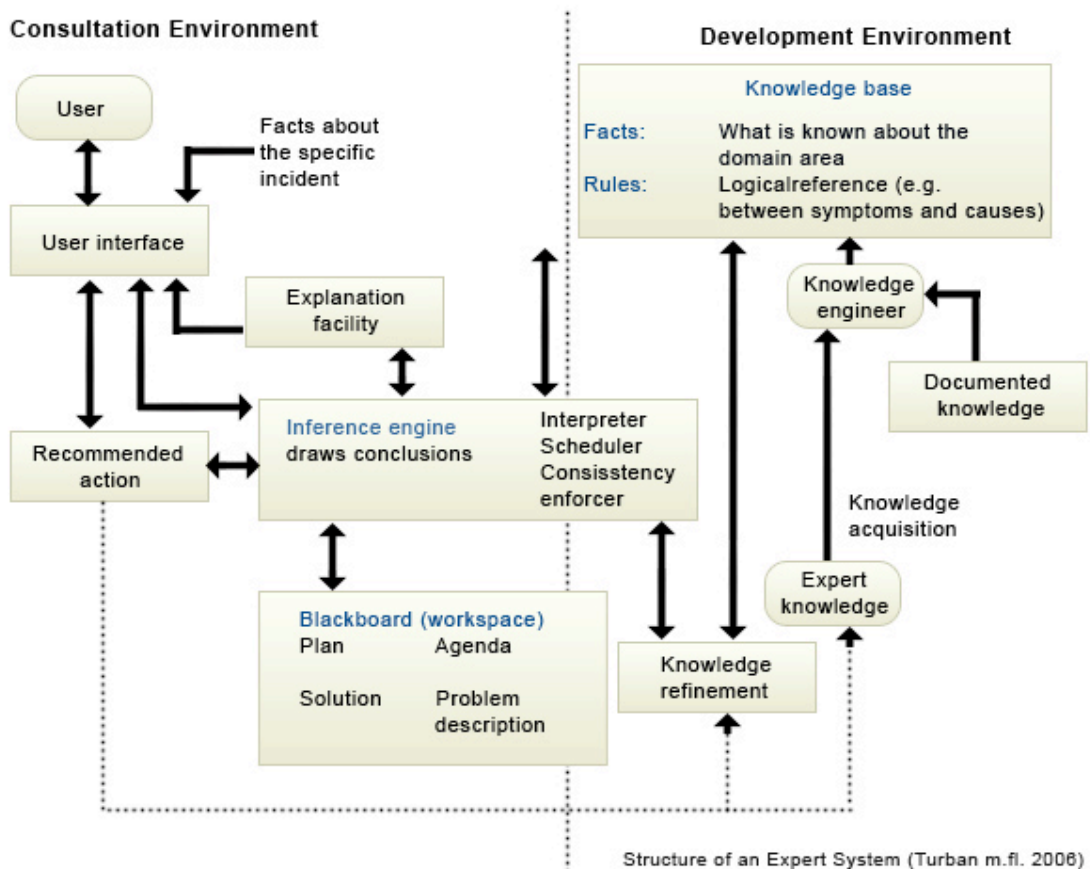 Consultation Environment
Development Environment
User
Facts about
the specific
incident
User interface
Explanation
facility
Recommended
action
Inference engine
draws conclusions
Interpreter
Scheduler
Consisstency
enforcer
Blackboard (workspace)
Plan Agenda
Solution Problem
description
Knowledge base
Facts: What is known about the
domain area
Rules: Logicalreference (e.g.
between symptoms and causes)
Knowledge
engineer
Documented
knowledge
Knowledge
acquisition
Expert
knowledge
Knowledge
refinement
Structure of an Expert System (Turban m.fl. 2006)